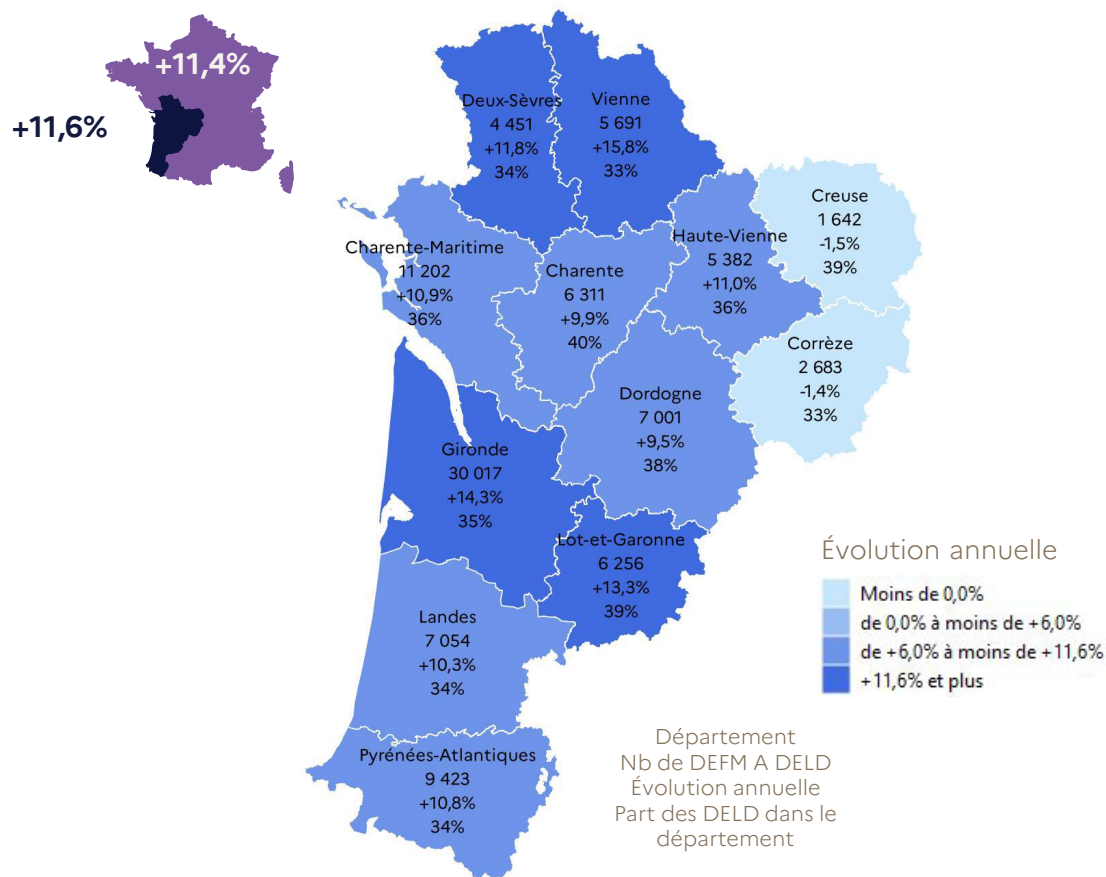 +11,4%
+11,6%
Deux-Sèvres
4 451
+11,8%
34%
Vienne
5 691
+15,8%
33%
Creuse
1 642
-1,5%
39%
Haute-Vienne
5 382
+11,0%
36%
Charente-Maritime
11 202
+10,9%
36%
Charente
6 311
+9,9%
40%
Corrèze
2 683
-1,4%
33%
Dordogne
7 001
+9,5%
38%
Gironde
30 017
+14,3%
35%
Lot-et-Garonne
6 256
+13,3%
39%
Landes
7 054
+10,3%
34%
Pyrénées-Atlantiques
9 423
+10,8%
34%
Évolution annuelle
Moins de 0,0%
de 0,0% à moins de +6,0%
de +6,0% à moins de +11,6%
+11,6% et plus
Département
Nb de DEFM A DELD
Évolution annuelle
Part des DELD dans le
département